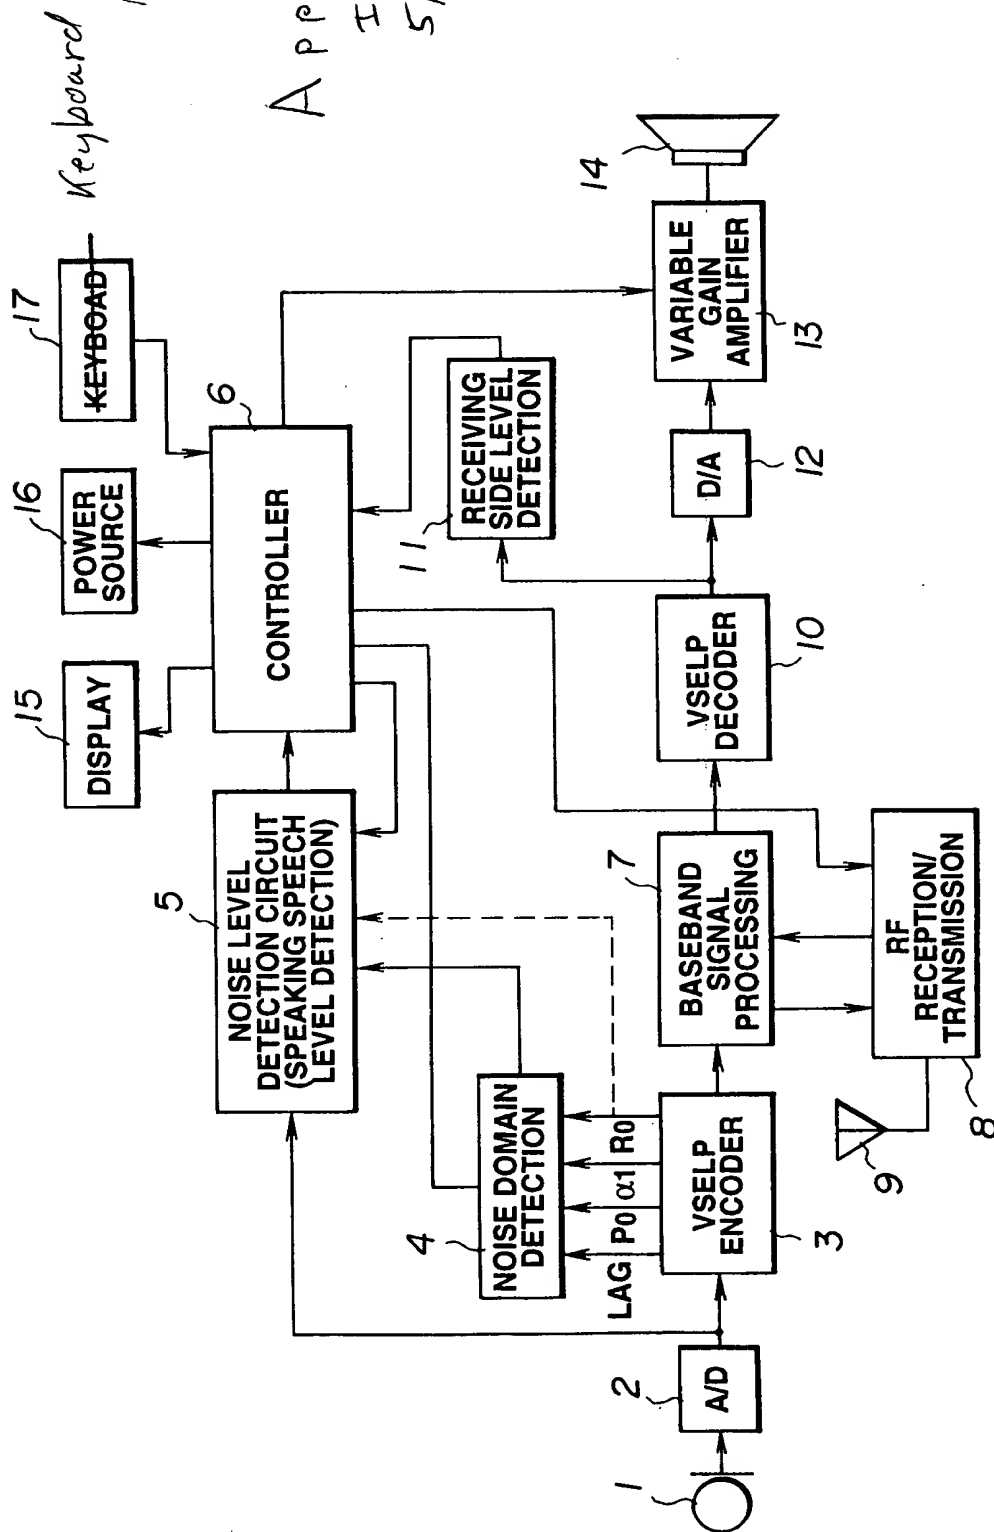 Keyboard
App
I
5/
17
KEYBOAD
16
POWER
SOURCE
15
DISPLAY
6
CONTROLLER
5
NOISE LEVEL
DETECTION CIRCUIT
(SPEAKING SPEECH
LEVEL DETECTION)
11
RECEIVING
SIDE LEVEL
DETECTION
14
VARIABLE
GAIN
AMPLIFIER
13
D/A
12
VSELP
DECODER
10
7
BASEBAND
SIGNAL
PROCESSING
RF
RECEPTION/
TRANSMISSION
8
9
4
NOISE DOMAIN
DETECTION
LAG P0 α1 R0
VSELP
ENCODER
3
2
A/D
1